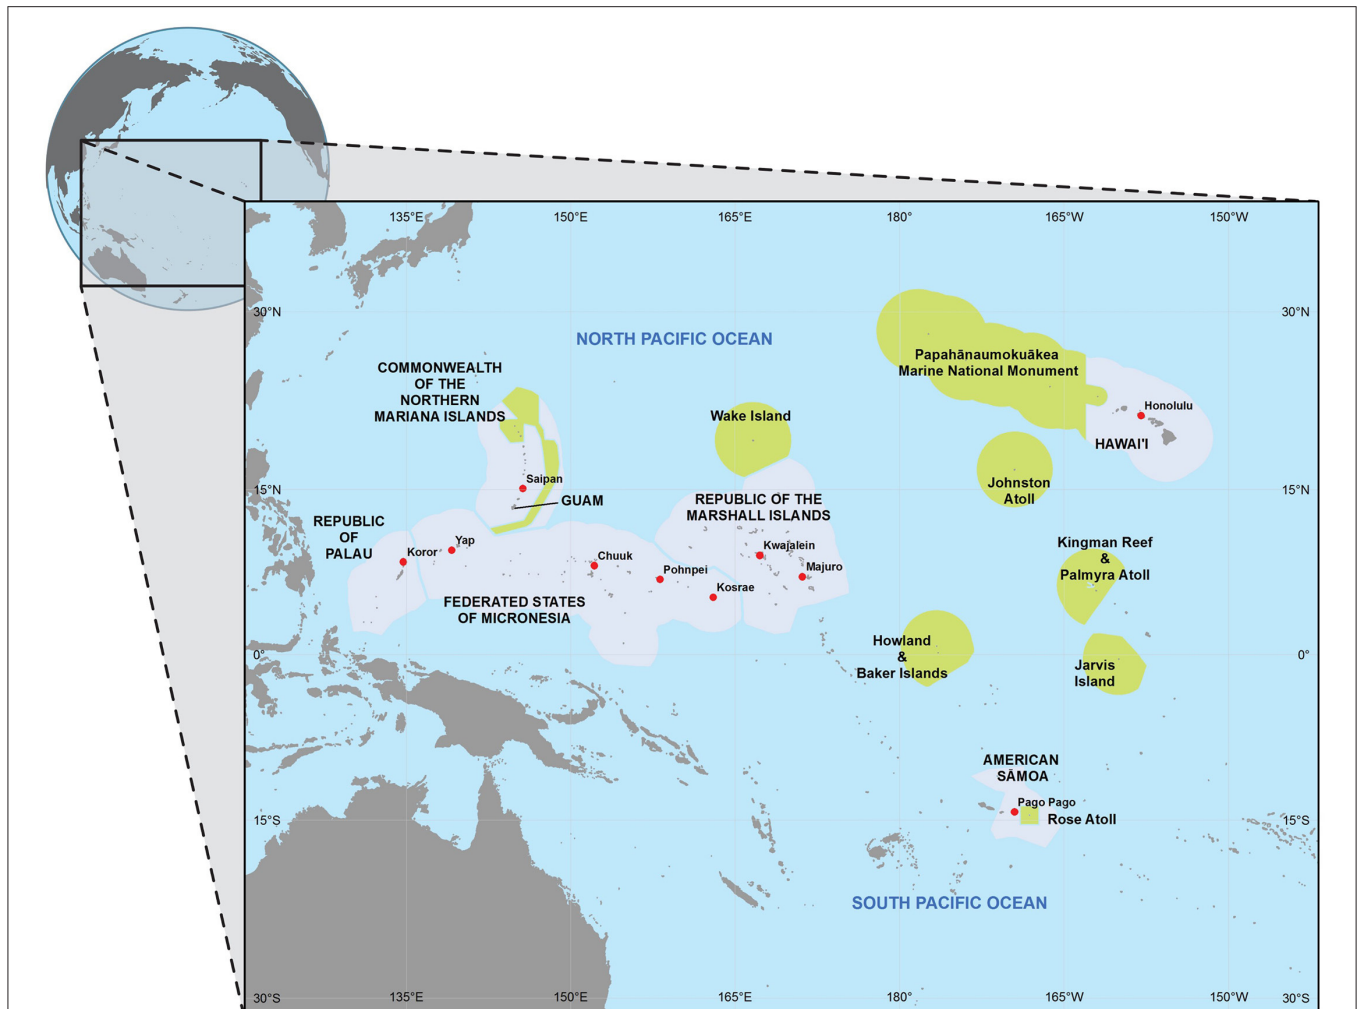 135°E
150°E
165°E
180°
165°W
150°W
30°N
30°N
NORTH PACIFIC OCEAN
Papahānaumokuākea
Marine National Monument
COMMONWEALTH
OF THE
NORTHERN
MARIANA ISLANDS
Wake Island
Honolulu
HAWAI'I
Saipan
GUAM
15°N
15°N
Johnston
Atoll
REPUBLIC OF THE
MARSHALL ISLANDS
REPUBLIC
OF
PALAU
Koror
Yap
Chuuk
Pohnpei
Kosrae
Kwajalein
Majuro
Kingman Reef
&
Palmyra Atoll
FEDERATED STATES
OF MICRONESIA
Howland
&
Baker Islands
0°
0°
Jarvis
Island
AMERICAN
SĀMOA
Pago Pago
Rose Atoll
15°S
15°S
SOUTH PACIFIC OCEAN
30°S
135°E
150°E
165°E
180°
165°W
150°W
30°S